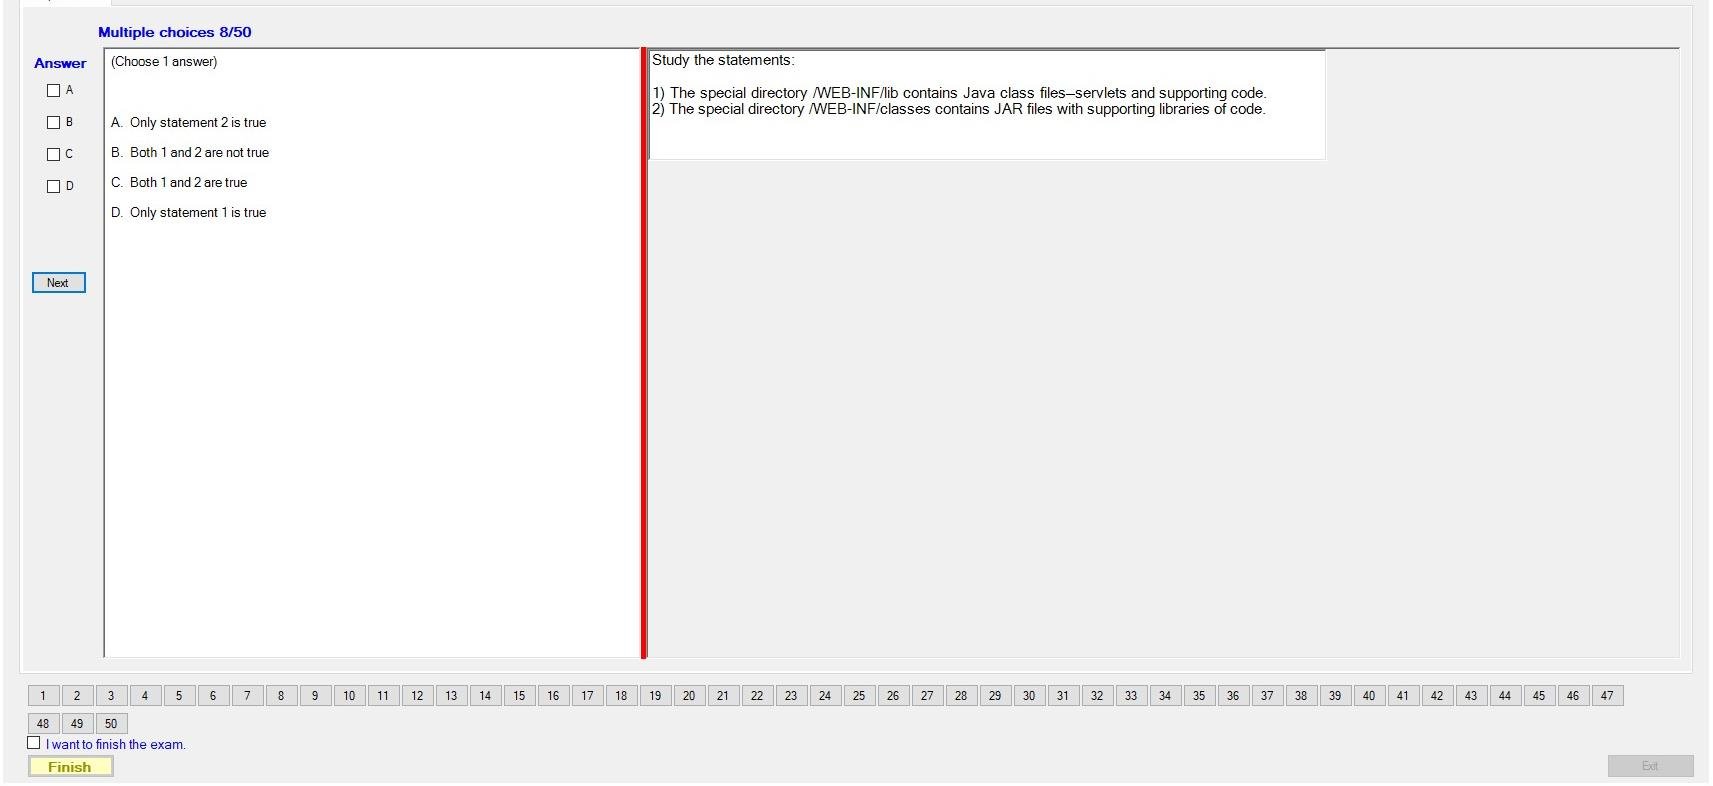 Multiple choices 8/50
Answer
A
B
C
D
Next
(Choose 1 answer)
A. Only statement 2 is true
B. Both 1 and 2 are not true
C. Both 1 and 2 are true
D. Only statement 1 is true
Study the statements:
1) The special directory /WEB-INF/lib contains Java class files—servlets and supporting code.
2) The special directory /WEB-INF/classes contains JAR files with supporting libraries of code.
1 2 3 4 5 6 7 8 9 10 11 12 13 14 15 16 17 18 19 20 21 22 23 24 25 26 27 28 29 30 31 32 33 34 35 36 37 38 39 40 41 42 43 44 45 46 47
48 49 50
I want to finish the exam.
Finish
Exit